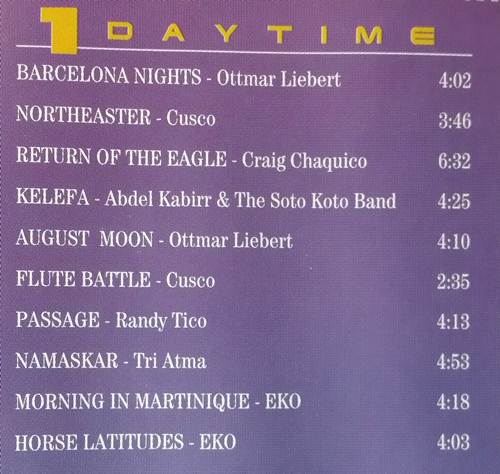 1 DAYTIME
BARCELONA NIGHTS - Ottmar Liebert 4:02
NORTHEASTER - Cusco 3:46
RETURN OF THE EAGLE - Craig Chaquico 6:32
KELEFA - Abdel Kabirr & The Soto Koto Band 4:25
AUGUST MOON - Ottmar Liebert 4:10
FLUTE BATTLE - Cusco 2:35
PASSAGE - Randy Tico 4:13
NAMASKAR - Tri Atma 4:53
MORNING IN MARTINIQUE - EKO 4:18
HORSE LATITUDES - EKO 4:03